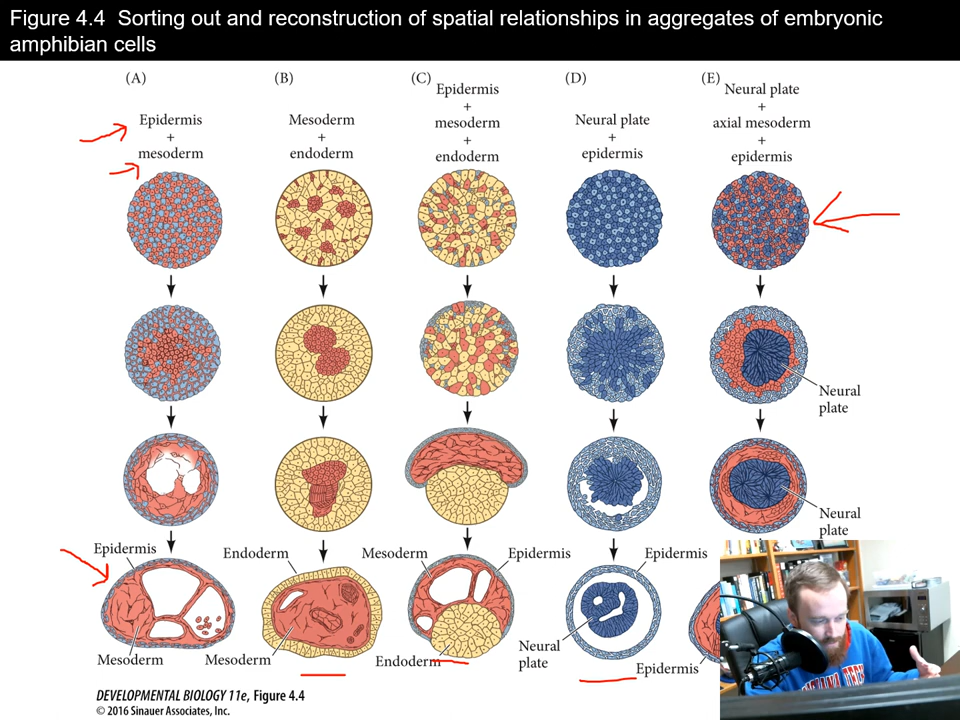 Figure 4.4 Sorting out and reconstruction of spatial relationships in aggregates of embryonic
amphibian cells
(A)
Epidermis
+
mesoderm
(B)
Mesoderm
+
endoderm
(C)
Epidermis
+
mesoderm
+
endoderm
(D)
Neural plate
+
epidermis
(E)
Neural plate
+
axial mesoderm
+
epidermis
Neural
plate
Neural
plate
Epidermis
Mesoderm
Endoderm
Mesoderm
Mesoderm
Epidermis
Endoderm
Epidermis
Neural
plate
Epidermis
DEVELOPMENTAL BIOLOGY 11e, Figure 4.4
© 2016 Sinauer Associates, Inc.